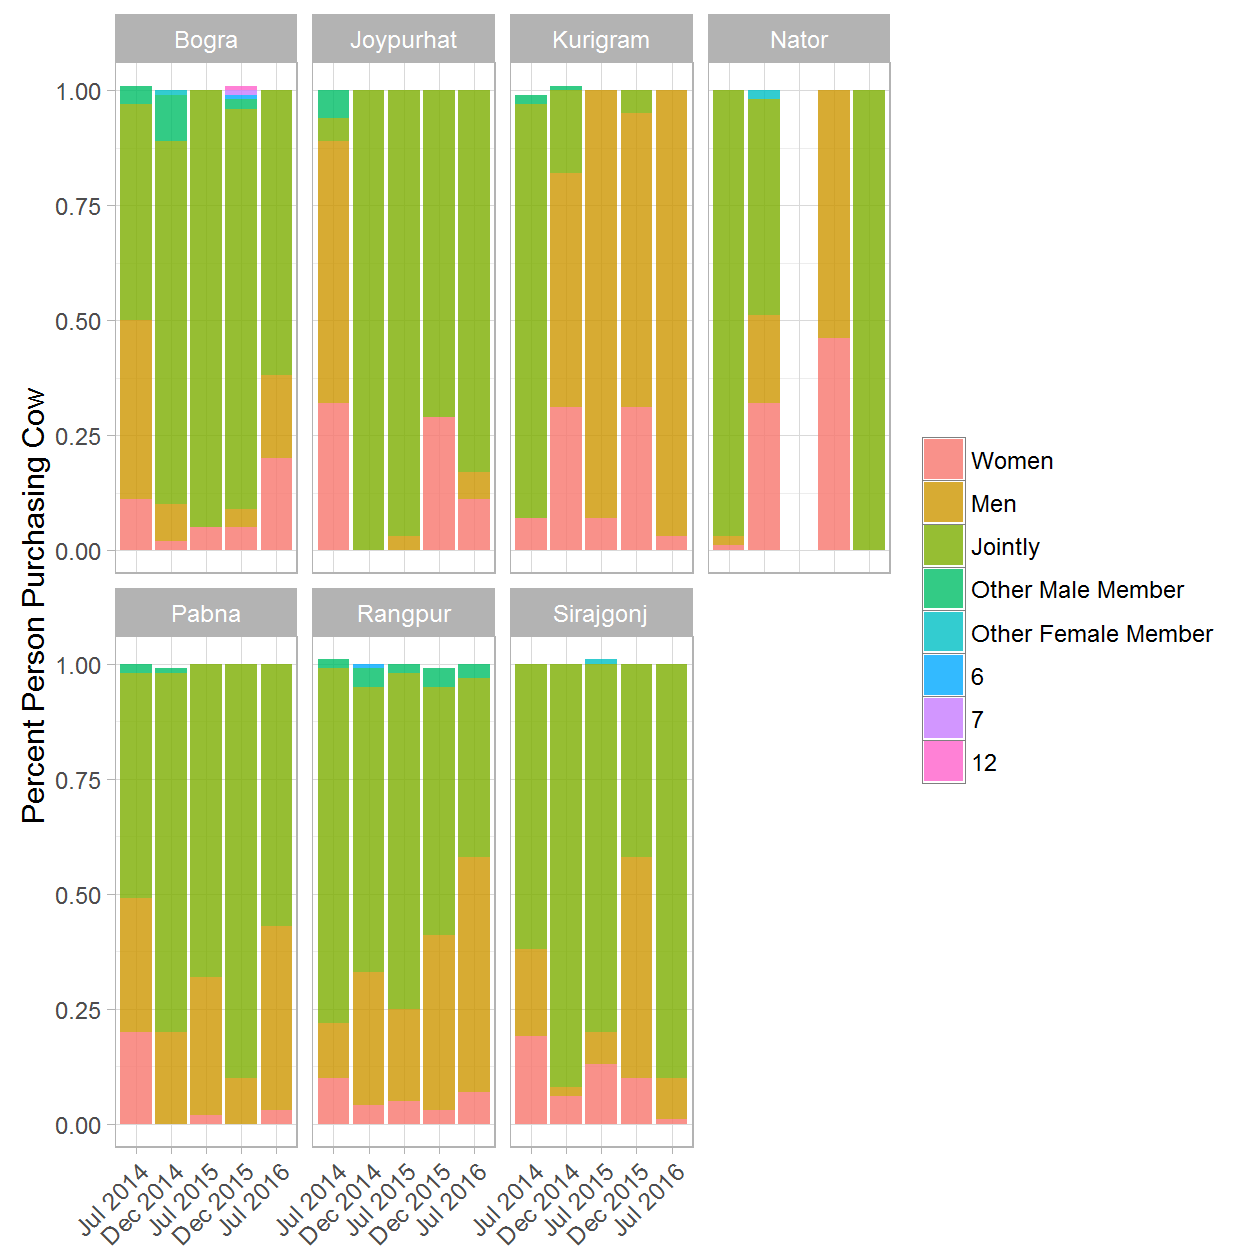 Bogra
Joypurhat
Kurigram
Nator
1.00
0.75
0.50
0.25
0.00
Percent Person Purchasing Cow
Women
Men
Jointly
Other Male Member
Other Female Member
6
7
12
Pabna
Rangpur
Sirajgonj
1.00
0.75
0.50
0.25
0.00
Jul 2014
Dec 2014
Jul 2015
Dec 2015
Jul 2016
Jul 2014
Dec 2014
Jul 2015
Dec 2015
Jul 2016
Jul 2014
Dec 2014
Jul 2015
Dec 2015
Jul 2016